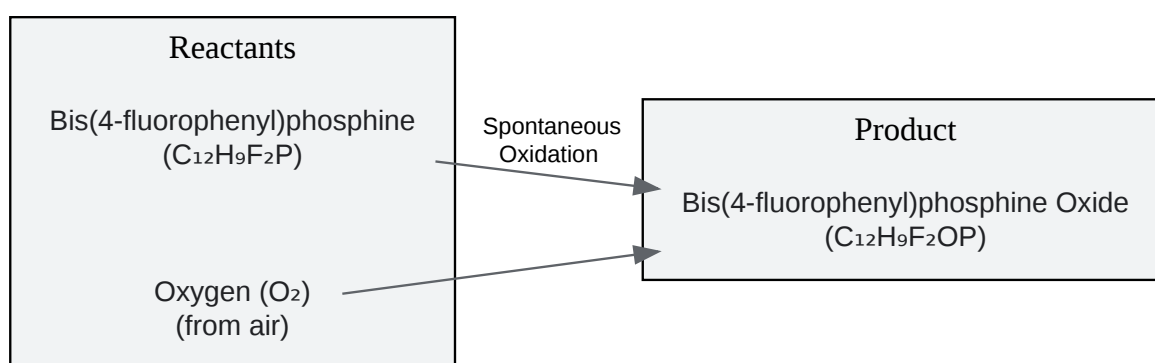 Reactants
Bis(4-fluorophenyl)phosphine
(C₁₂H₉F₂P)
Oxygen (O₂)
(from air)
Spontaneous
Oxidation
Product
Bis(4-fluorophenyl)phosphine Oxide
(C₁₂H₉F₂OP)